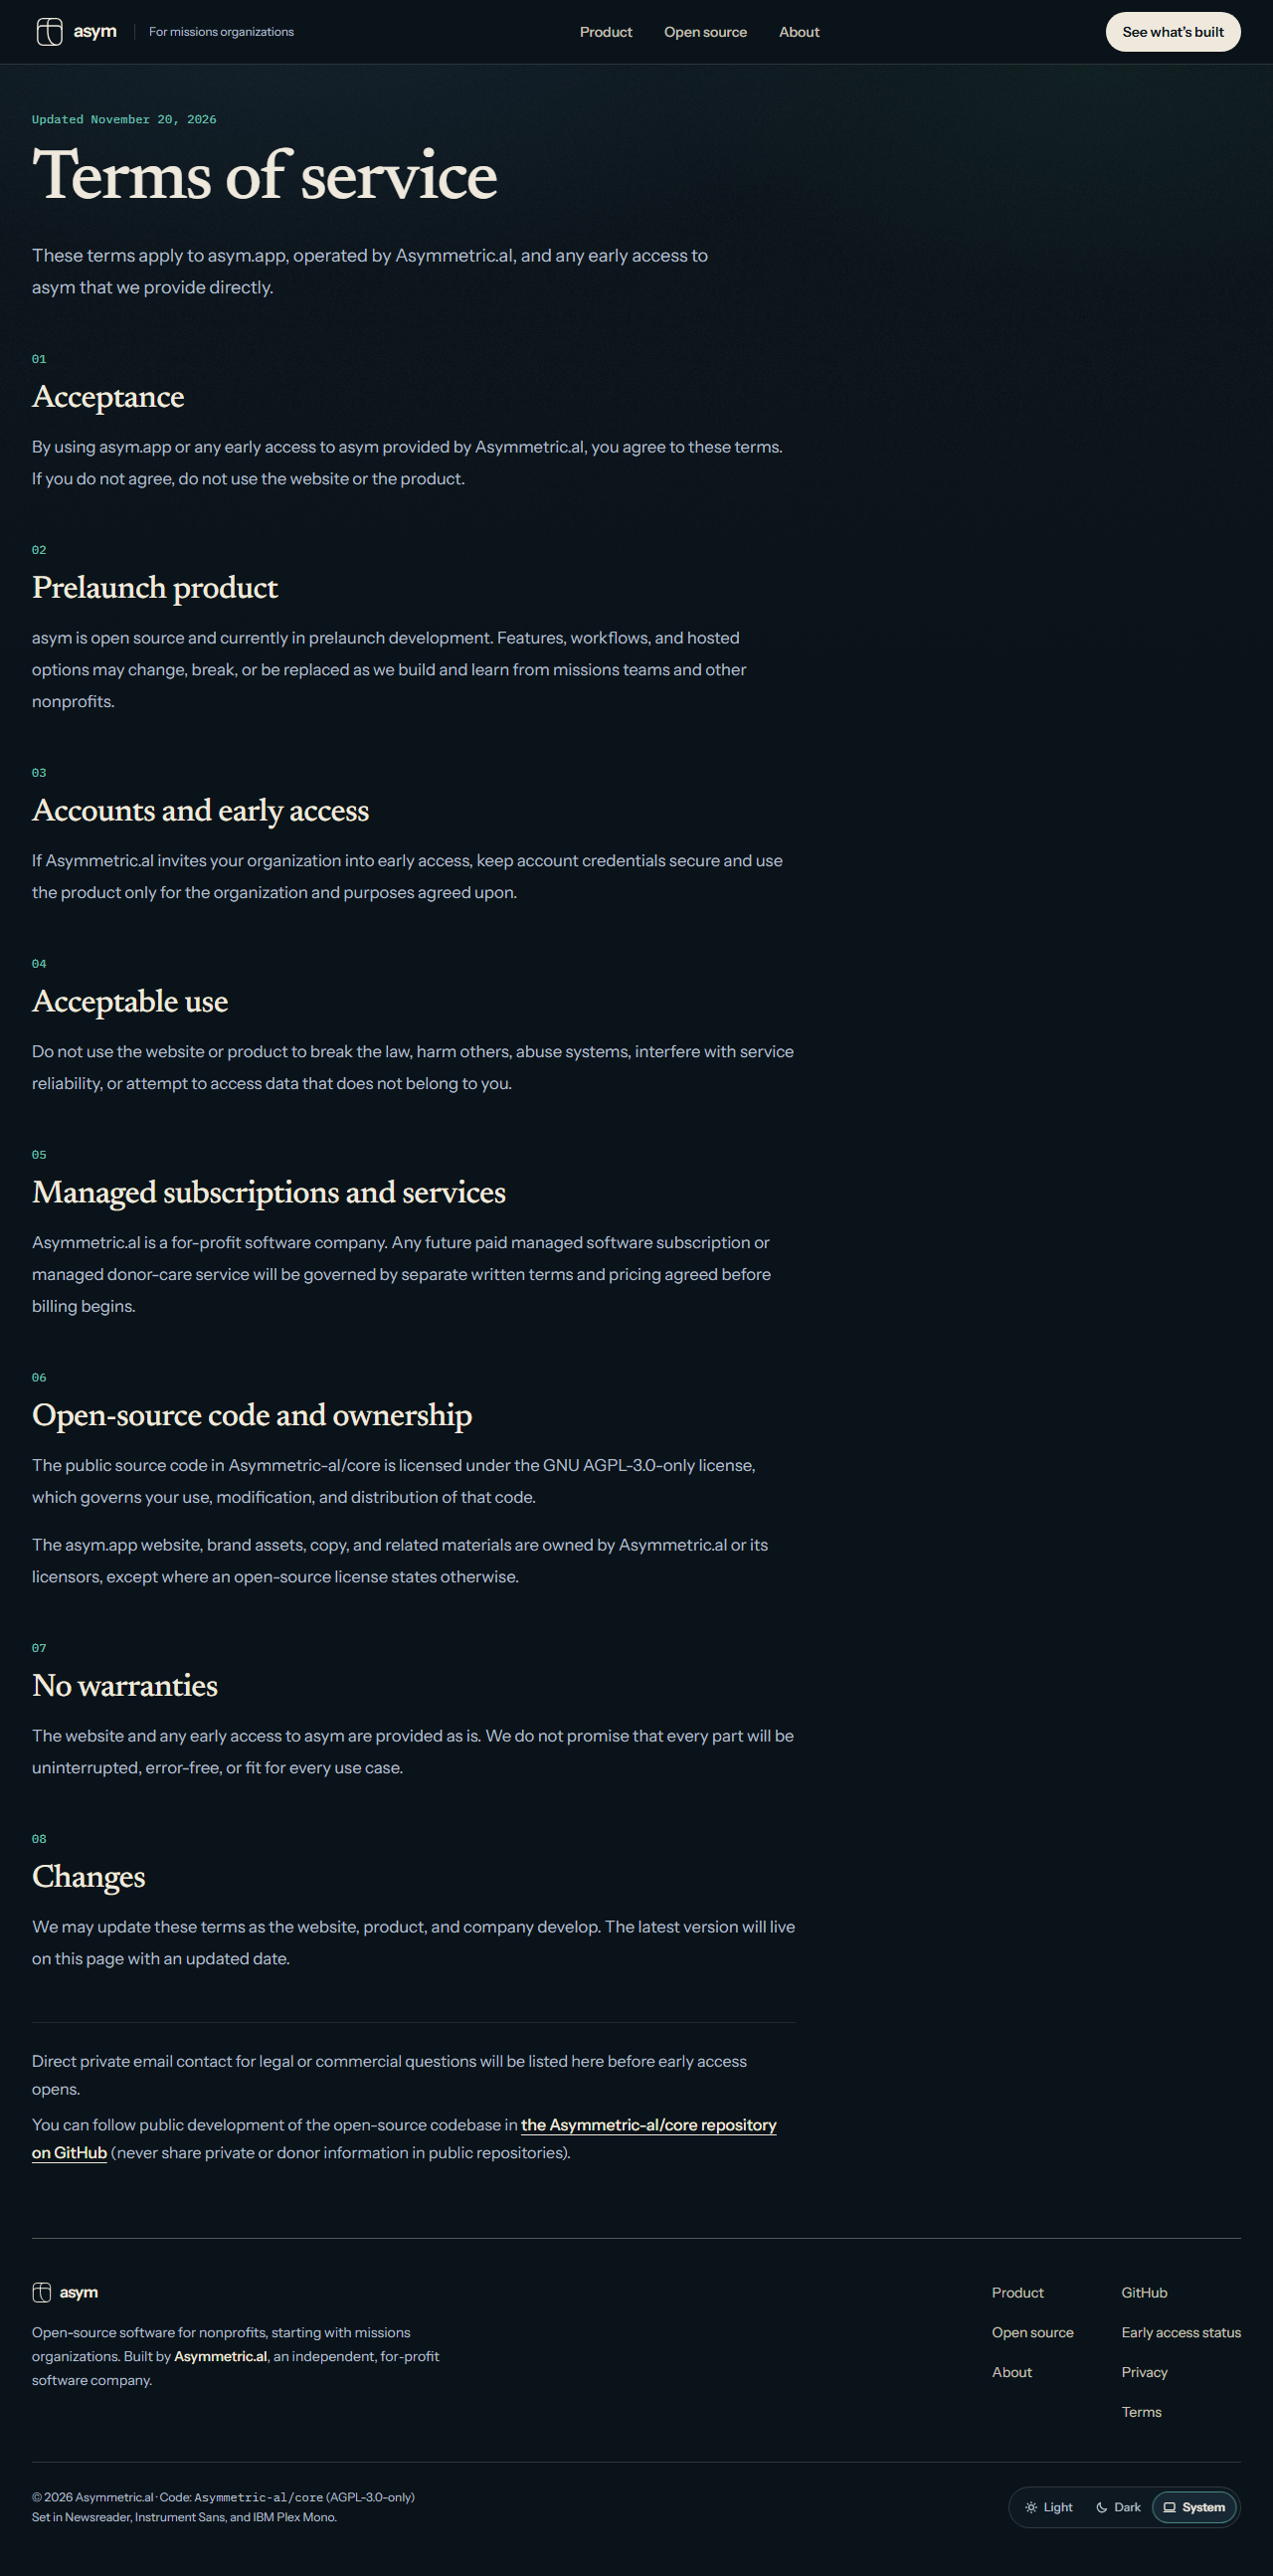 asym
For missions organizations
Product
Open source
About
See what's built
Updated November 20, 2026
Terms of service
These terms apply to asym.app, operated by Asymmetric.al, and any early access to
asym that we provide directly.
01
Acceptance
By using asym.app or any early access to asym provided by Asymmetric.al, you agree to these terms.
If you do not agree, do not use the website or the product.
02
Prelaunch product
asym is open source and currently in prelaunch development. Features, workflows, and hosted
options may change, break, or be replaced as we build and learn from missions teams and other
nonprofits.
03
Accounts and early access
If Asymmetric.al invites your organization into early access, keep account credentials secure and use
the product only for the organization and purposes agreed upon.
04
Acceptable use
Do not use the website or product to break the law, harm others, abuse systems, interfere with service
reliability, or attempt to access data that does not belong to you.
05
Managed subscriptions and services
Asymmetric.al is a for-profit software company. Any future paid managed software subscription or
managed donor-care service will be governed by separate written terms and pricing agreed before
billing begins.
06
Open-source code and ownership
The public source code in Asymmetric-al/core is licensed under the GNU AGPL-3.0-only license,
which governs your use, modification, and distribution of that code.
The asym.app website, brand assets, copy, and related materials are owned by Asymmetric.al or its
licensors, except where an open-source license states otherwise.
07
No warranties
The website and any early access to asym are provided as is. We do not promise that every part will be
uninterrupted, error-free, or fit for every use case.
08
Changes
We may update these terms as the website, product, and company develop. The latest version will live
on this page with an updated date.
Direct private email contact for legal or commercial questions will be listed here before early access
opens.
You can follow public development of the open-source codebase in the Asymmetric-al/core repository
on GitHub (never share private or donor information in public repositories).
asym
Open-source software for nonprofits, starting with missions
organizations. Built by Asymmetric.al, an independent, for-profit
software company.
Product
Open source
About
GitHub
Early access status
Privacy
Terms
© 2026 Asymmetric.al · Code: Asymmetric-al/core (AGPL-3.0-only)
Set in Newsreader, Instrument Sans, and IBM Plex Mono.
Light
Dark
System